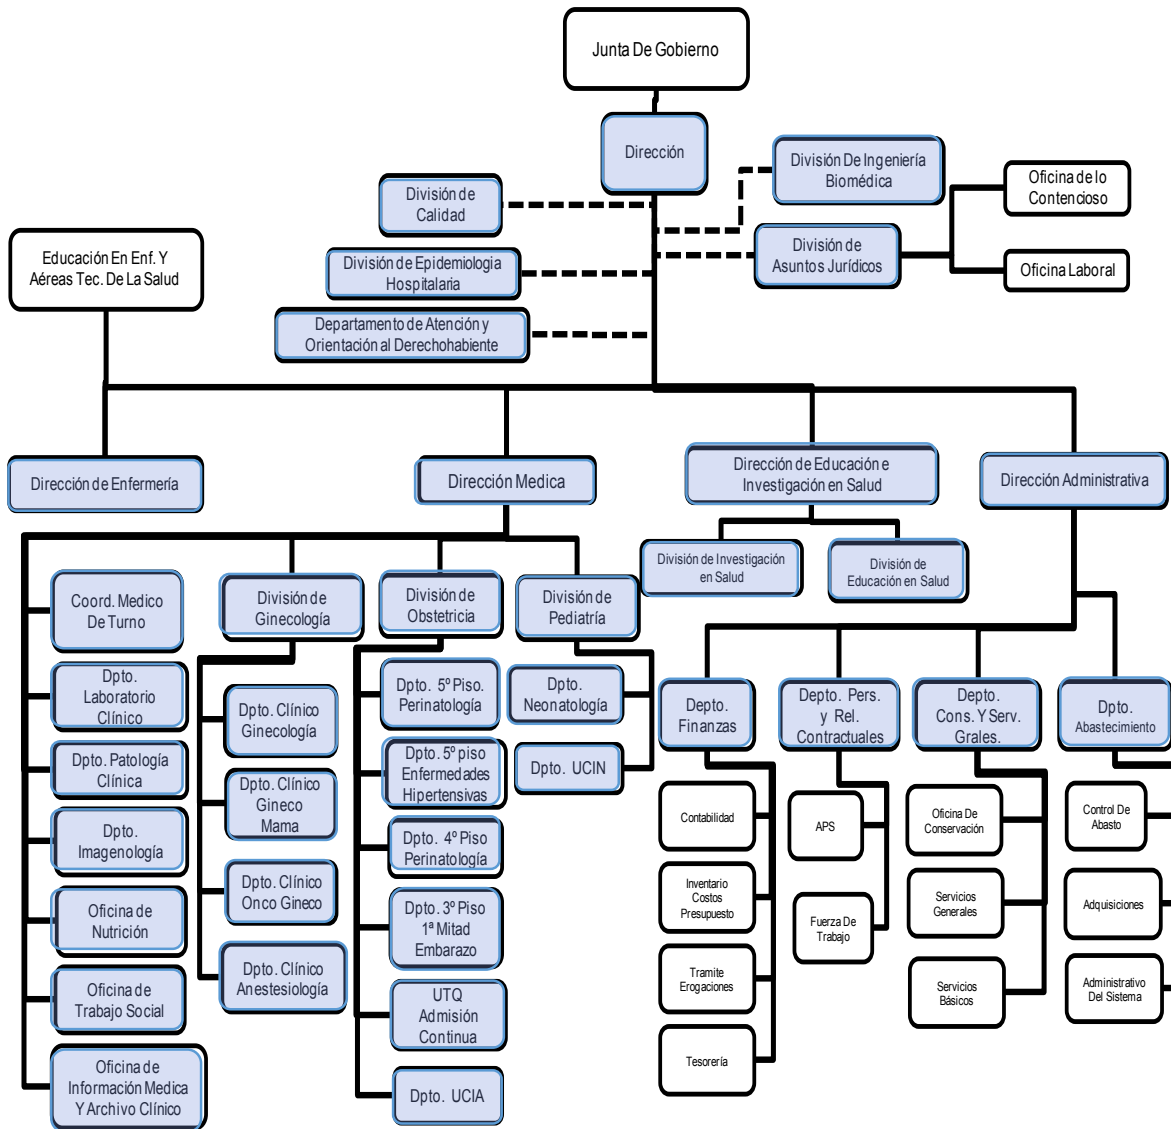 Junta De Gobierno
Dirección
División De Ingeniería
Biomédica
División de
Calidad
Oficina de lo
Contencioso
Educación En Enf. Y
Aéreas Tec. De La Salud
División de
Asuntos Jurídicos
División de Epidemiologia
Hospitalaria
Oficina Laboral
Departamento de Atención y
Orientación al Derechohabiente
Dirección de Enfermería
Dirección Medica
Dirección de Educación e
Investigación en Salud
Dirección Administrativa
División de Investigación
en Salud
División de
Educación en Salud
Coord. Medico
De Turno
División de
Ginecología
División de
Obstetricia
División de
Pediatría
Dpto.
Laboratorio
Clínico
Dpto. Patología
Clínica
Dpto.
Imagenología
Oficina de
Nutrición
Oficina de
Trabajo Social
Oficina de
Información Medica
Y Archivo Clínico
Dpto. Clínico
Ginecología
Dpto. Clínico
Gineco
Mama
Dpto. Clínico
Onco Gineco
Dpto. Clínico
Anestesiología
Dpto. 5º Piso.
Perinatología
Dpto. 5º piso
Enfermedades
Hipertensivas
Dpto. 4º Piso
Perinatología
Dpto. 3º Piso
1ª Mitad
Embarazo
UTQ
Admisión
Continua
Dpto. UCIA
Dpto.
Neonatología
Dpto. UCIN
Depto.
Finanzas
Depto. Pers.
y Rel.
Contractuales
Depto.
Cons. Y Serv.
Grales.
Dpto.
Abastecimiento
Contabilidad
Inventario
Costos
Presupuesto
Tramite
Erogaciones
Tesorería
APS
Fuerza De
Trabajo
Oficina De
Conservación
Servicios
Generales
Servicios
Básicos
Control De
Abasto
Adquisiciones
Administrativo
Del Sistema